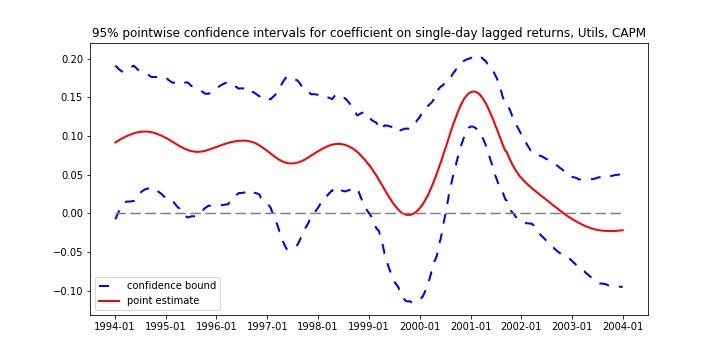 95% pointwise confidence intervals for coefficient on single-day lagged returns, Utils, CAPM
0.20
0.15
0.10
0.05
0.00
−0.05
−0.10
confidence bound
point estimate
1994-01 1995-01 1996-01 1997-01 1998-01 1999-01 2000-01 2001-01 2002-01 2003-01 2004-01